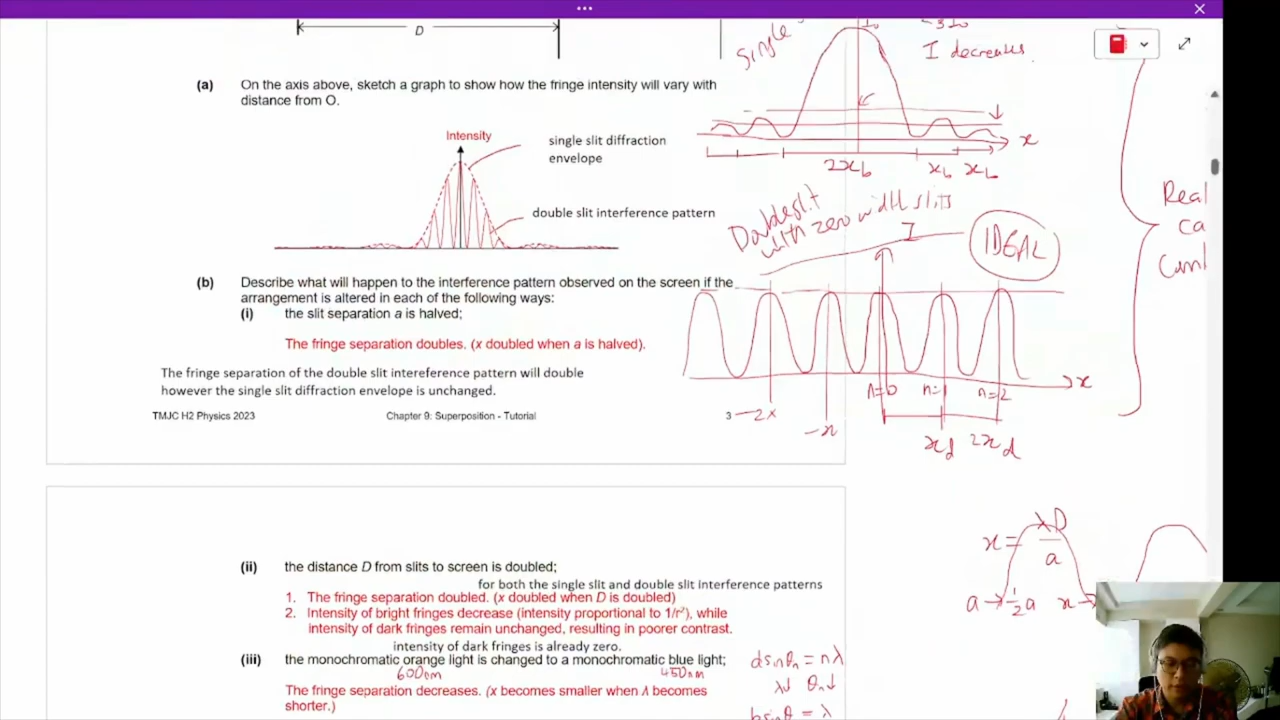 D
(a) On the axis above, sketch a graph to show how the fringe intensity will vary with
distance from O.
Intensity
single slit diffraction
envelope
double slit interference pattern
(b) Describe what will happen to the interference pattern observed on the screen if the
arrangement is altered in each of the following ways:
(i) the slit separation a is halved;
The fringe separation doubles. (x doubled when a is halved).
The fringe separation of the double slit intereference pattern will double
however the single slit diffraction envelope is unchanged.
TMJC H2 Physics 2023 Chapter 9: Superposition - Tutorial 3
(ii) the distance D from slits to screen is doubled;
for both the single slit and double slit interference patterns
1. The fringe separation doubled. (x doubled when D is doubled)
2. Intensity of bright fringes decrease (intensity proportional to 1/r²), while
intensity of dark fringes remain unchanged, resulting in poorer contrast.
intensity of dark fringes is already zero.
(iii) the monochromatic orange light is changed to a monochromatic blue light;
600nm 450nm
The fringe separation decreases. (x becomes smaller when λ becomes
shorter.)
Single
I decreases
x
2x_b x_b x_b
Double slit
with zero width slits
I
IDEAL
x
n=0 n=1 n=2
-2x -x x_d 2x_d
Real
ca
x = λD
a
a → ½a x →
dsinθₙ = nλ
λ↓ θₙ↓
bsinθ = λ